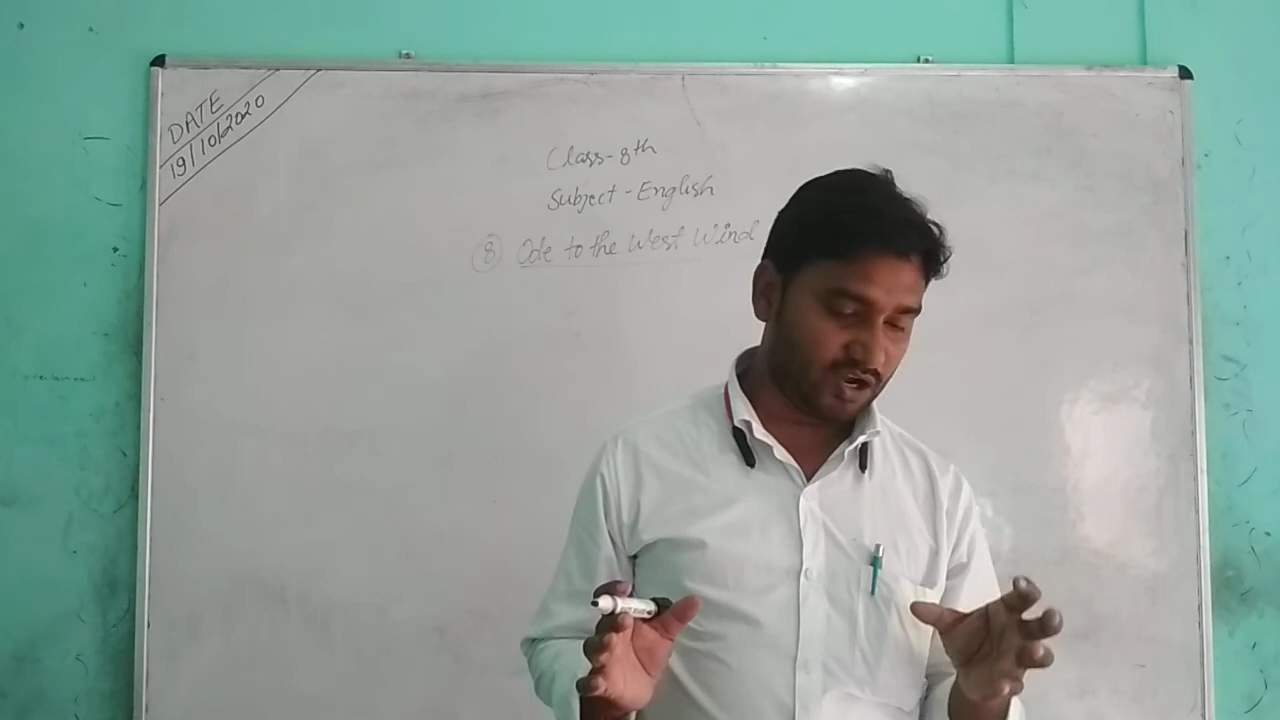 DATE
19/10/2020
Class-8th
Subject - English
⑧ Ode to the West Wind